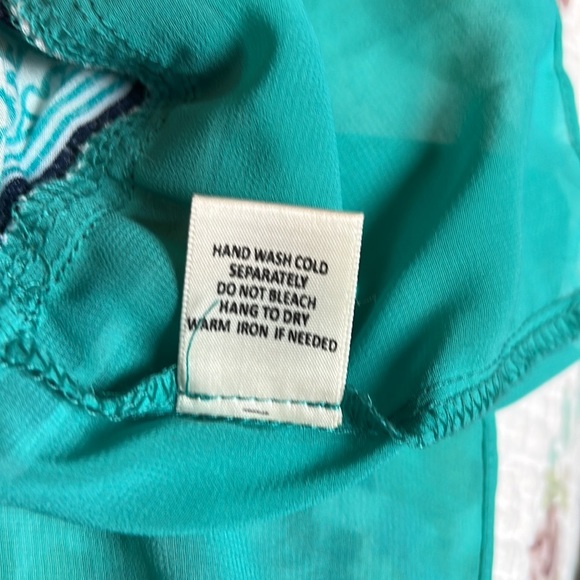 HAND WASH COLD
SEPARATELY
DO NOT BLEACH
HANG TO DRY
WARM IRON IF NEEDED